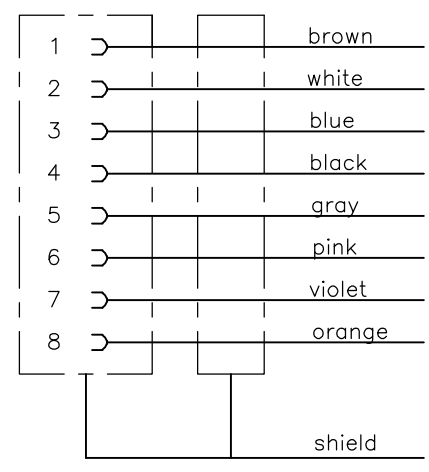 1 brown
2 white
3 blue
4 black
5 gray
6 pink
7 violet
8 orange
shield